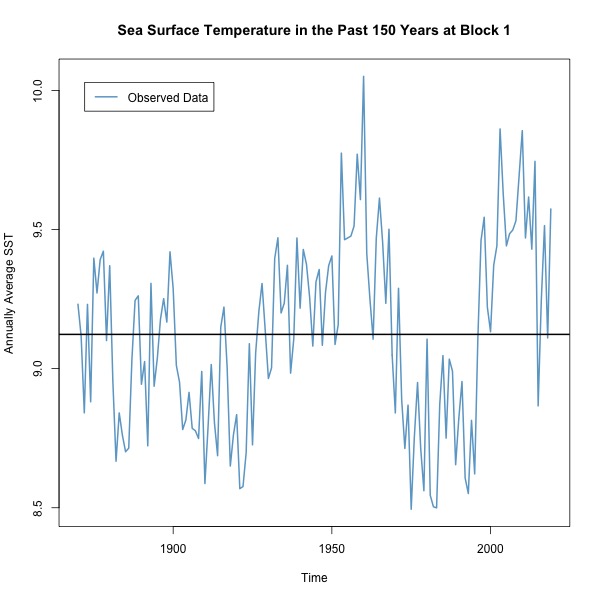 Sea Surface Temperature in the Past 150 Years at Block 1
Observed Data
10.0
9.5
9.0
8.5
Annually Average SST
1900 1950 2000
Time